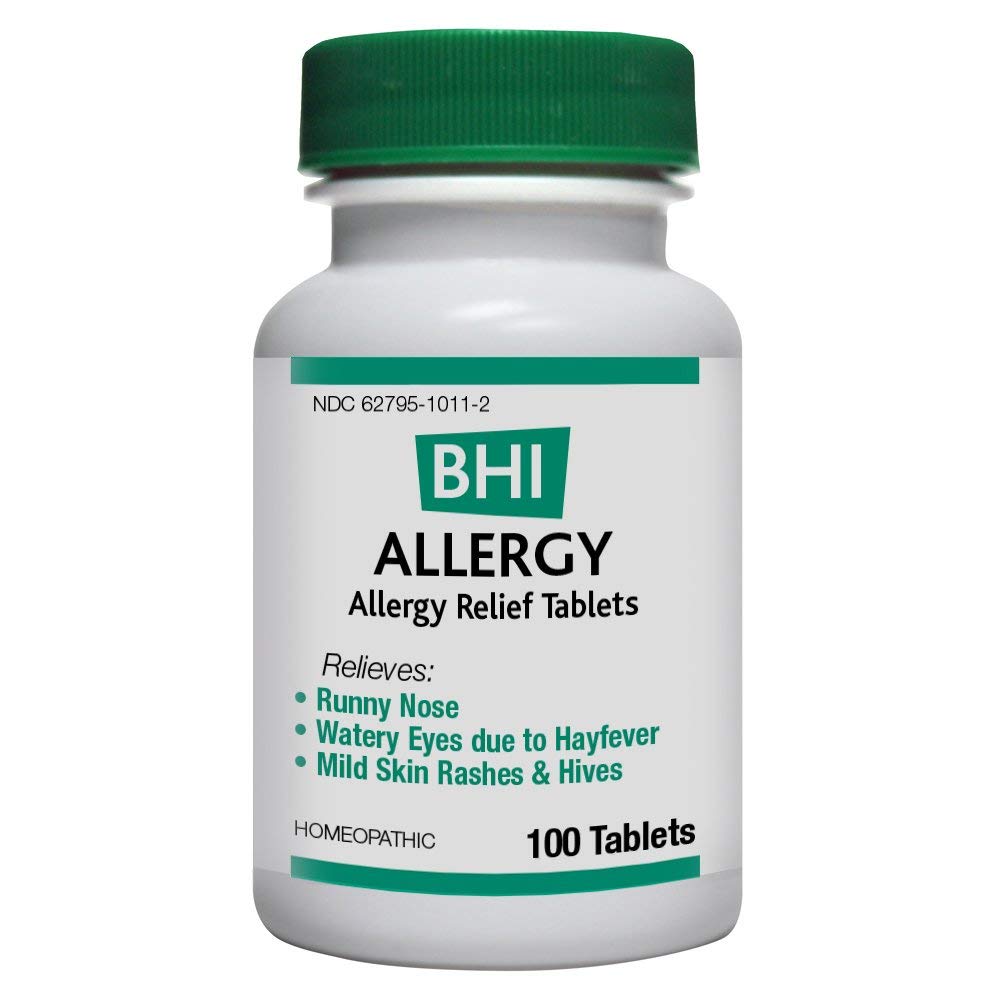 NDC 62795-1011-2
BHI
ALLERGY
Allergy Relief Tablets
Relieves:
• Runny Nose
• Watery Eyes due to Hayfever
• Mild Skin Rashes & Hives
HOMEOPATHIC 100 Tablets